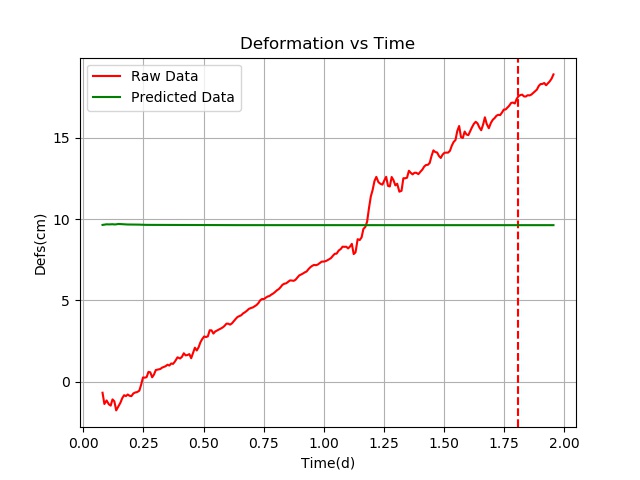 Deformation vs Time
Raw Data
Predicted Data
Defs(cm)
15
10
5
0
0.00 0.25 0.50 0.75 1.00 1.25 1.50 1.75 2.00
Time(d)